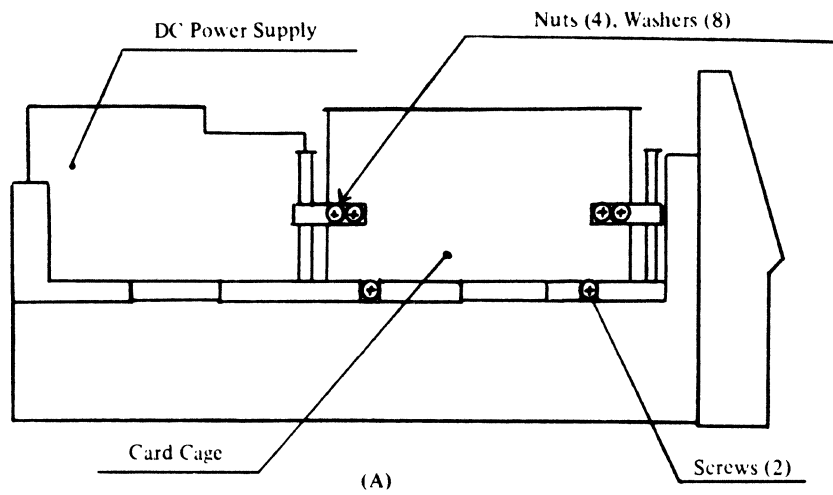 DC Power Supply
Nuts (4), Washers (8)
Card Cage
Screws (2)
(A)